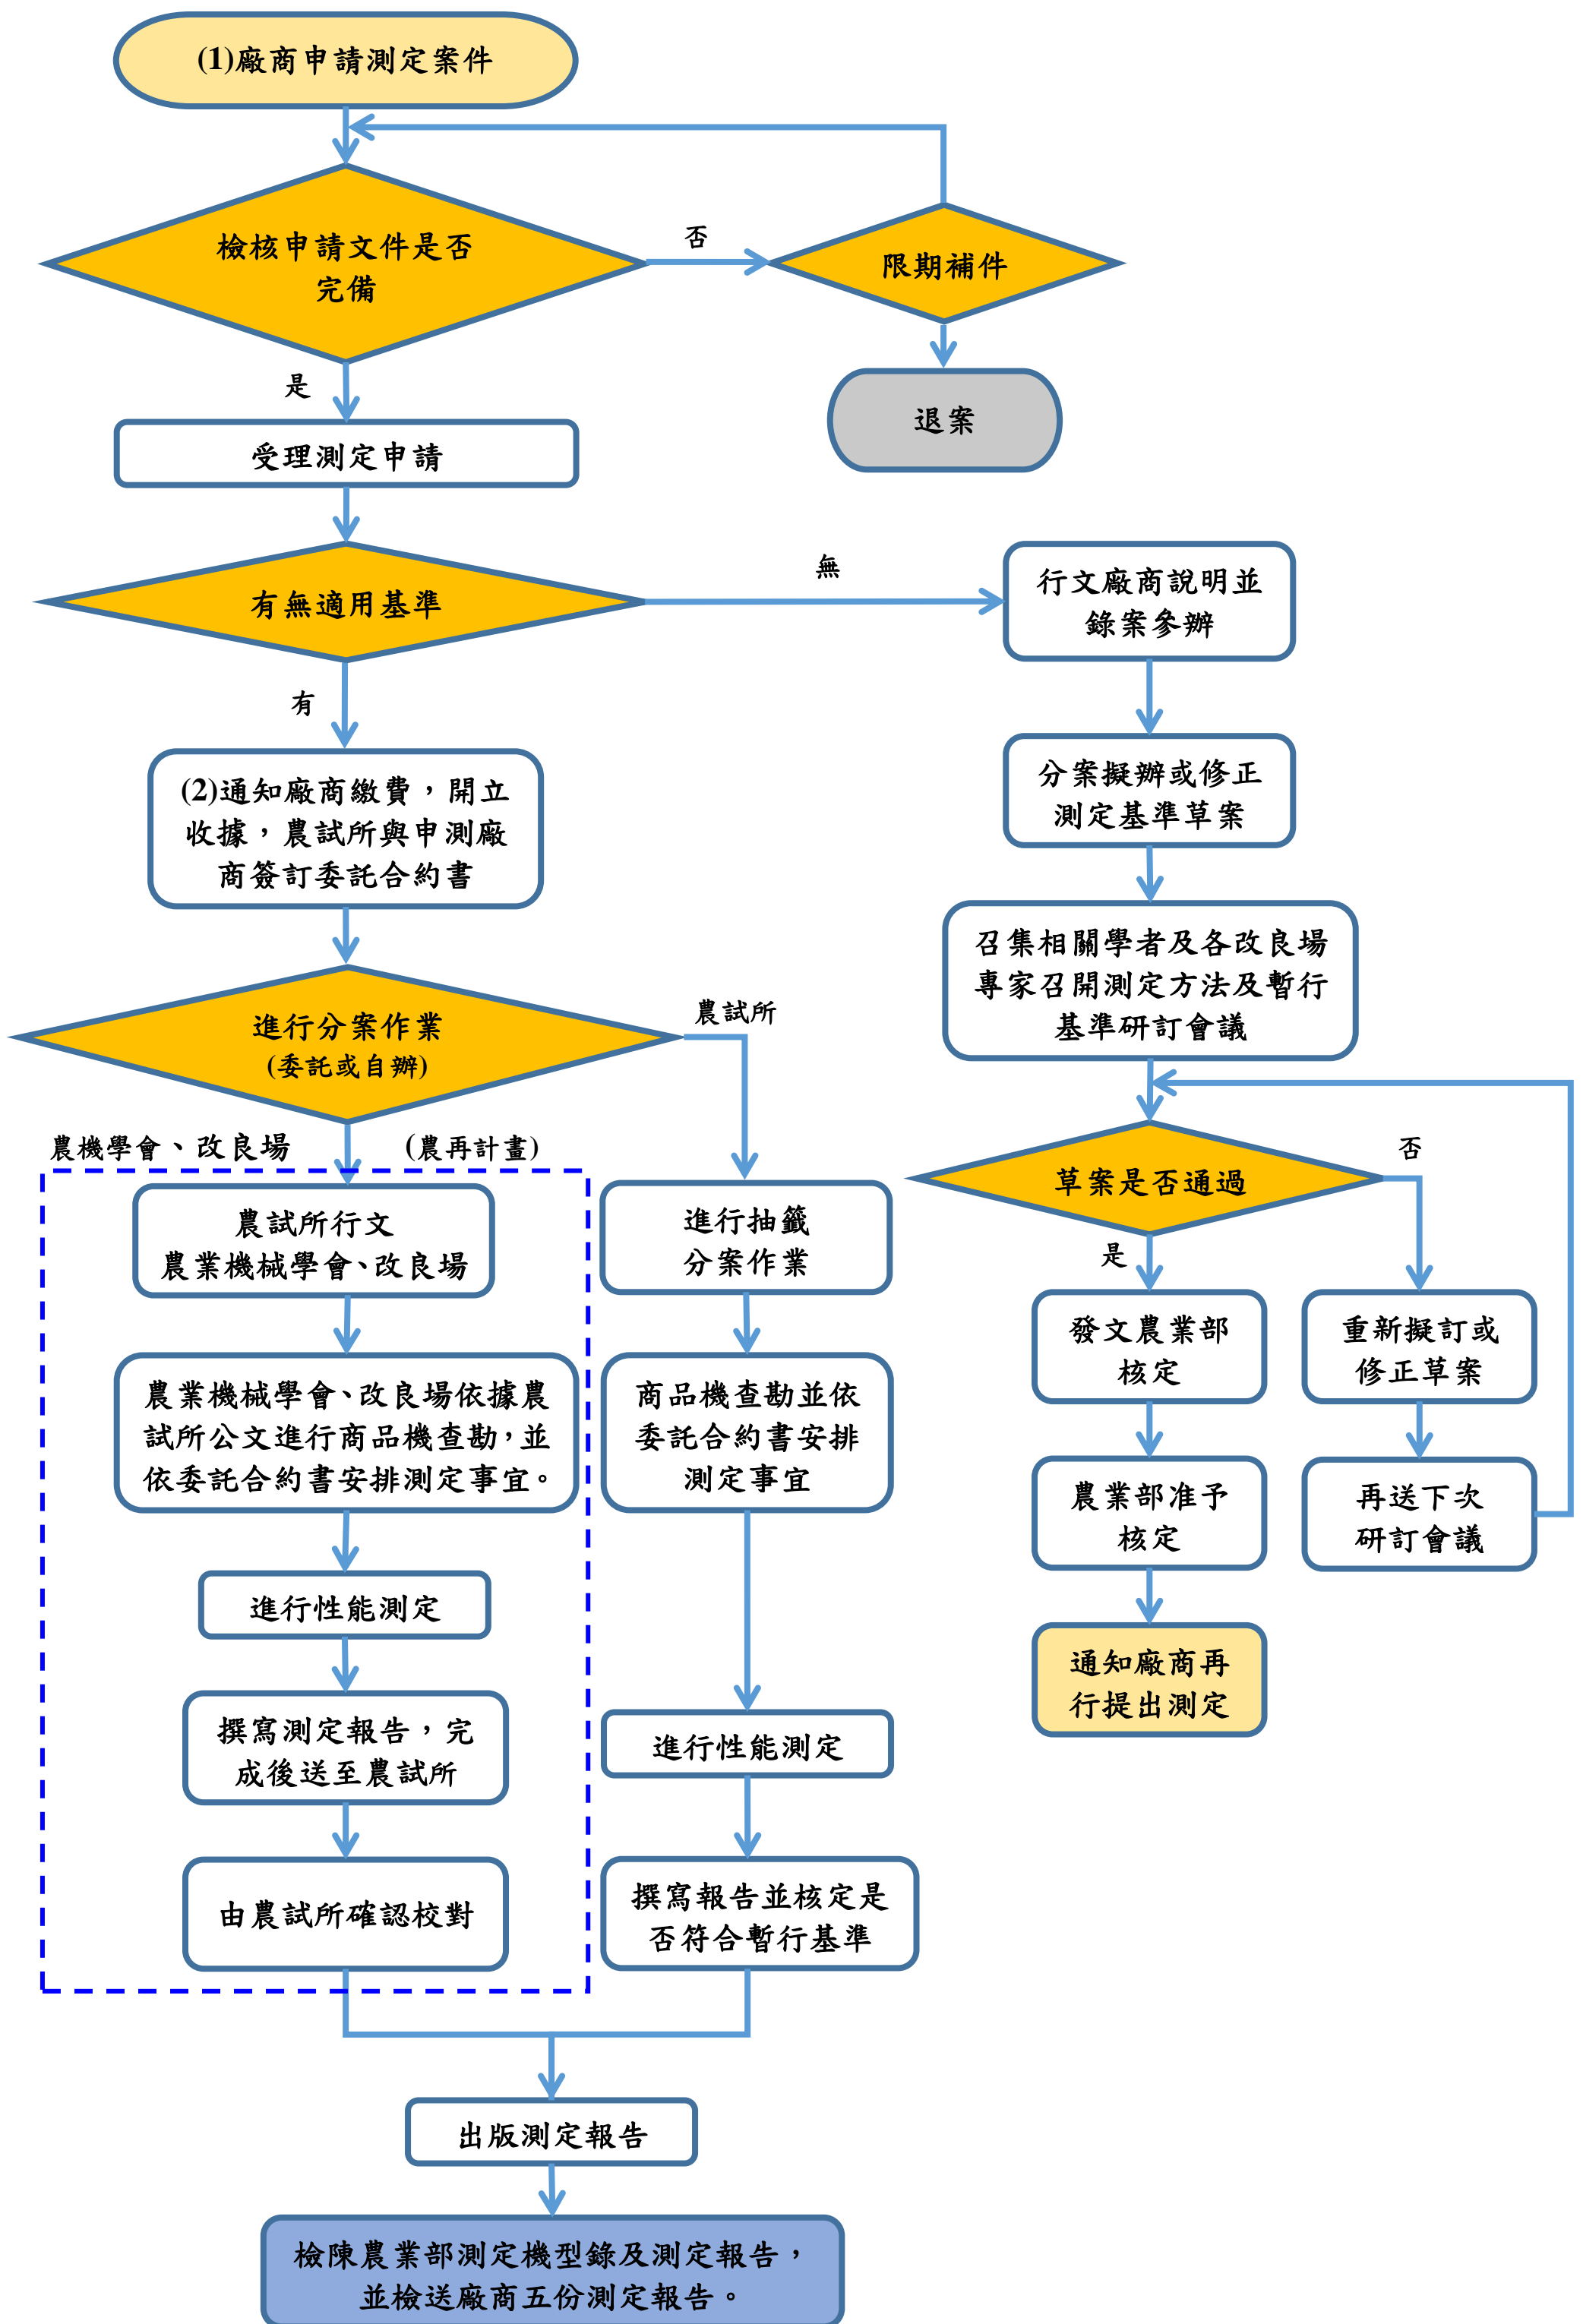 (1)廠商申請測定案件
檢核申請文件是否
完備
否
限期補件
退案
是
受理測定申請
有無適用基準
無
行文廠商說明並
錄案參辦
有
(2)通知廠商繳費，開立
收據，農試所與申測廠
商簽訂委託合約書
分案擬辦或修正
測定基準草案
召集相關學者及各改良場
專家召開測定方法及暫行
基準研訂會議
進行分案作業
(委託或自辦)
農試所
農機學會、改良場
(農再計畫)
農試所行文
農業機械學會、改良場
農業機械學會、改良場依據農
試所公文進行商品機查勘，並
依委託合約書安排測定事宜。
進行性能測定
撰寫測定報告，完
成後送至農試所
由農試所確認校對
進行抽籤
分案作業
商品機查勘並依
委託合約書安排
測定事宜
進行性能測定
撰寫報告並核定是
否符合暫行基準
草案是否通過
否
是
發文農業部
核定
農業部准予
核定
通知廠商再
行提出測定
重新擬訂或
修正草案
再送下次
研訂會議
出版測定報告
檢陳農業部測定機型錄及測定報告，
並檢送廠商五份測定報告。